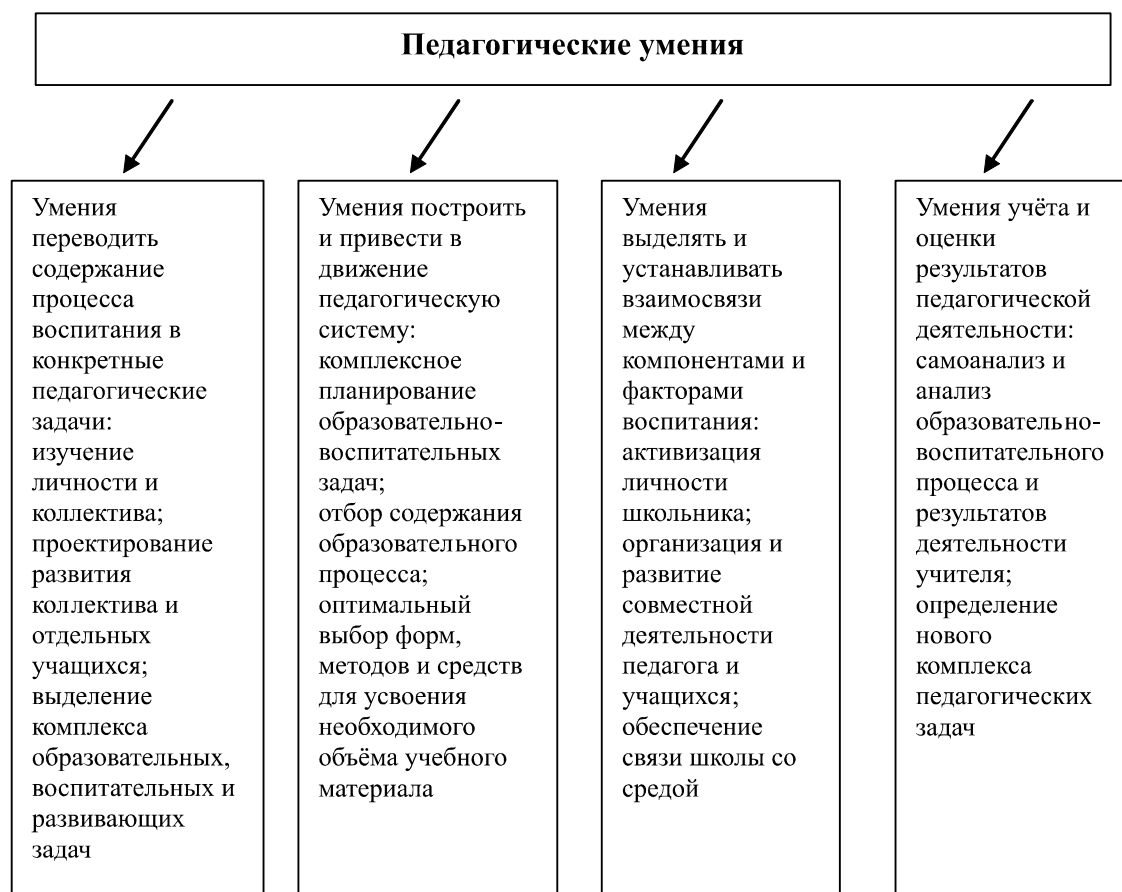 Педагогические умения
Умения
переводить
содержание
процесса
воспитания в
конкретные
педагогические
задачи:
изучение
личности и
коллектива;
проектирование
развития
коллектива и
отдельных
учащихся;
выделение
комплекса
образовательных,
воспитательных и
развивающих
задач
Умения построить
и привести в
движение
педагогическую
систему:
комплексное
планирование
образовательно-
воспитательных
задач;
отбор содержания
образовательного
процесса;
оптимальный
выбор форм,
методов и средств
для усвоения
необходимого
объёма учебного
материала
Умения
выделять и
устанавливать
взаимосвязи
между
компонентами и
факторами
воспитания:
активизация
личности
школьника;
организация и
развитие
совместной
деятельности
педагога и
учащихся;
обеспечение
связи школы со
средой
Умения учёта и
оценки
результатов
педагогической
деятельности:
самоанализ и
анализ
образовательно-
воспитательного
процесса и
результатов
деятельности
учителя;
определение
нового
комплекса
педагогических
задач